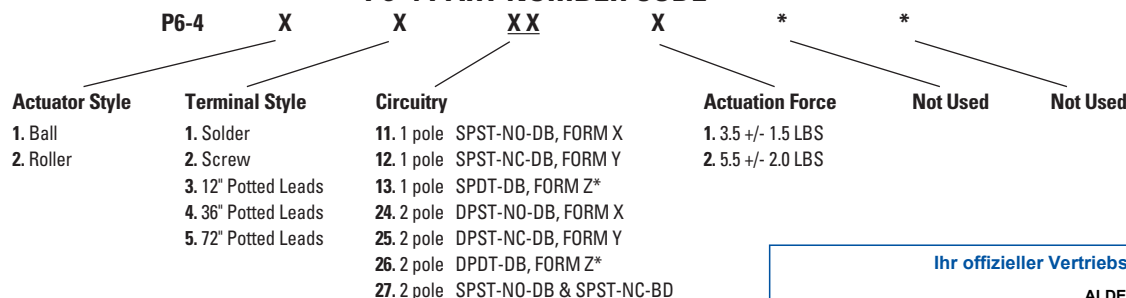 P6-4 X X XX X * *
Actuator Style Terminal Style Circuitry Actuation Force Not Used Not Used
1. Ball 1. Solder 11. 1 pole SPST-NO-DB, FORM X 1. 3.5 +/- 1.5 LBS
2. Roller 2. Screw 12. 1 pole SPST-NC-DB, FORM Y 2. 5.5 +/- 2.0 LBS
3. 12" Potted Leads 13. 1 pole SPDT-DB, FORM Z*
4. 36" Potted Leads 24. 2 pole DPST-NO-DB, FORM X
5. 72" Potted Leads 25. 2 pole DPST-NC-DB, FORM Y
26. 2 pole DPDT-DB, FORM Z*
27. 2 pole SPST-NO-DB & SPST-NC-BD
Ihr offizieller Vertriebs
ALDE